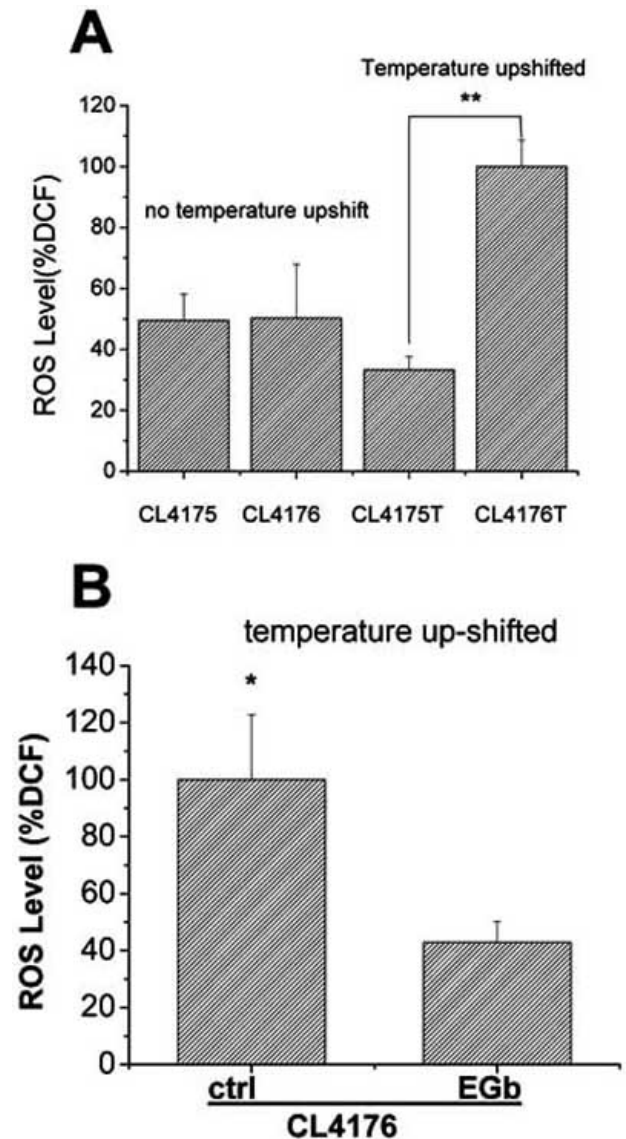 A
Temperature upshifted
**
120
100
80
60
40
20
0
ROS Level(%DCF)
no temperature upshift
CL4175 CL4176 CL4175T CL4176T
B
temperature up-shifted
140
120
100
80
60
40
20
0
ROS Level (%DCF)
*
ctrl EGb
CL4176